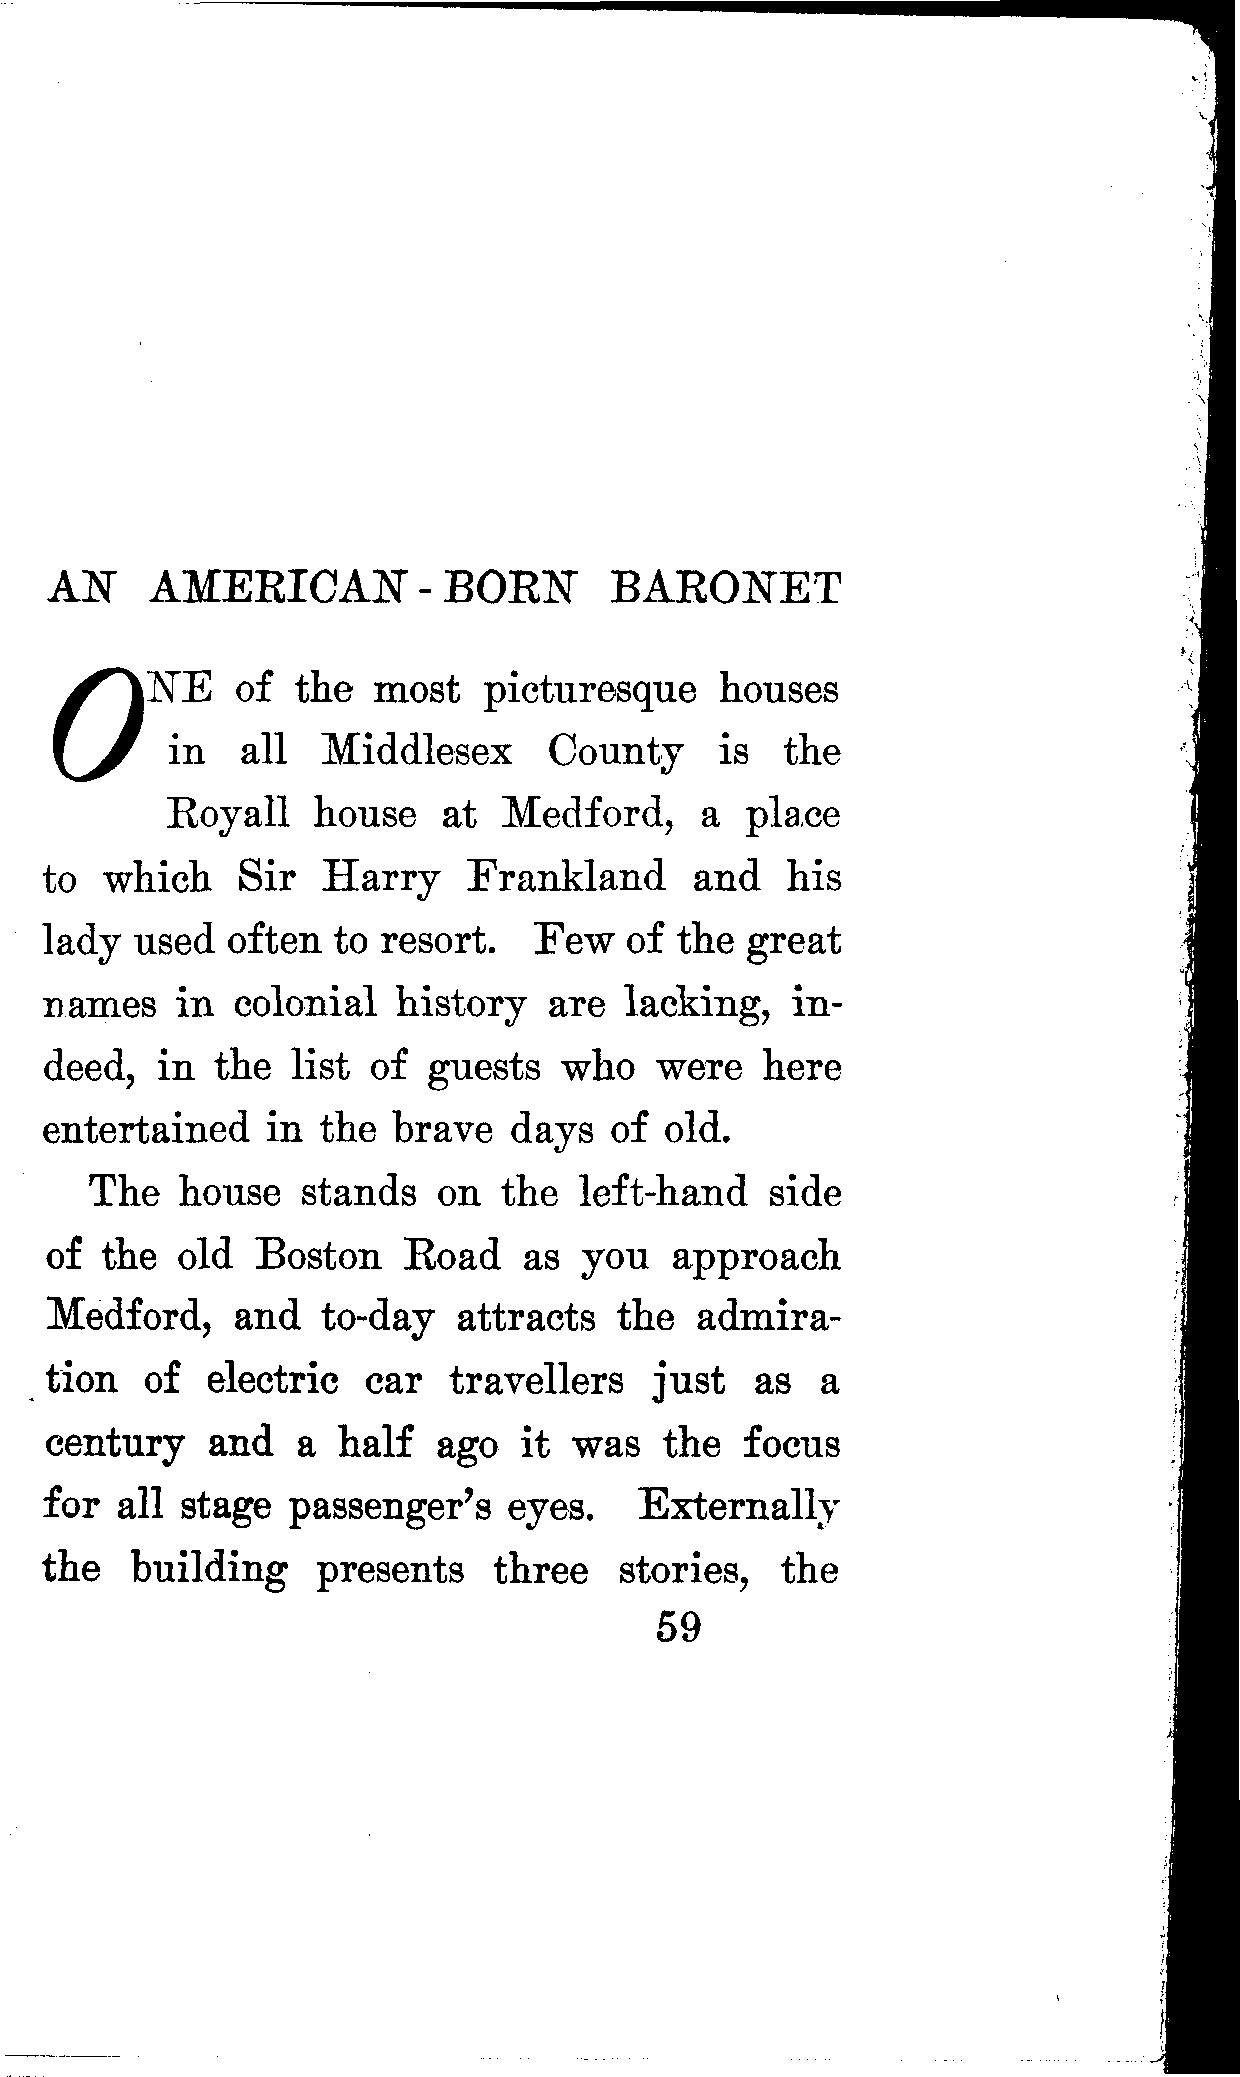 AN AMERICAN-BORN BARONET
ONE of the most picturesque houses
in all Middlesex County is the
Royall house at Medford, a place
to which Sir Harry Frankland and his
lady used often to resort. Few of the great
names in colonial history are lacking, in-
deed, in the list of guests who were here
entertained in the brave days of old.
The house stands on the left-hand side
of the old Boston Road as you approach
Medford, and to-day attracts the admira-
tion of electric car travellers just as a
century and a half ago it was the focus
for all stage passenger's eyes. Externally
the building presents three stories, the
59